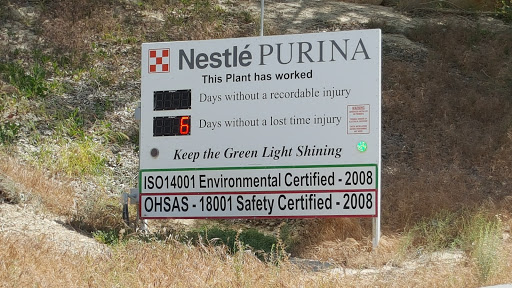 Nestlé PURINA
This Plant has worked
Days without a recordable injury
6 Days without a lost time injury
Keep the Green Light Shining
ISO14001 Environmental Certified - 2008
OHSAS - 18001 Safety Certified - 2008